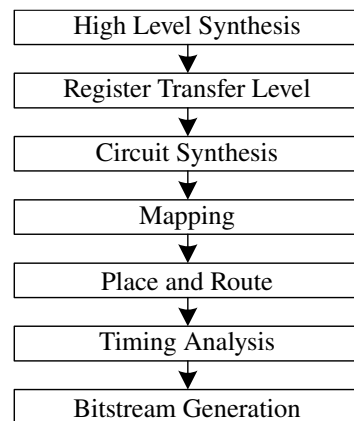 High Level Synthesis
Register Transfer Level
Circuit Synthesis
Mapping
Place and Route
Timing Analysis
Bitstream Generation